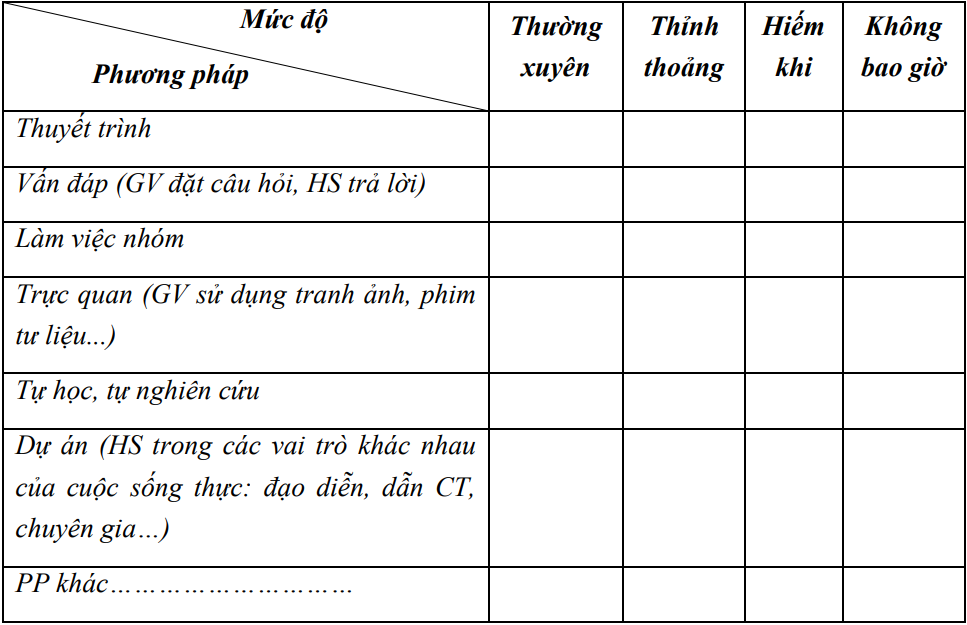 Mức độ
Phương pháp
Thường xuyên
Thỉnh thoảng
Hiếm khi
Không bao giờ
Thuyết trình
Vấn đáp (GV đặt câu hỏi, HS trả lời)
Làm việc nhóm
Trực quan (GV sử dụng tranh ảnh, phim
tư liệu...)
Tự học, tự nghiên cứu
Dự án (HS trong các vai trò khác nhau
của cuộc sống thực: đạo diễn, dẫn CT,
chuyên gia…)
PP khác…………………………